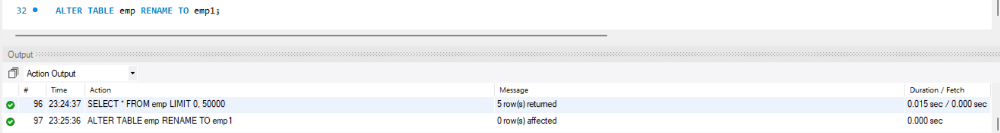 32 ALTER TABLE emp RENAME TO emp1;
Output
Action Output
# Time Action Message Duration / Fetch
96 23:24:37 SELECT * FROM emp LIMIT 0, 50000 5 row(s) returned 0.015 sec / 0.000 sec
97 23:25:36 ALTER TABLE emp RENAME TO emp1 0 row(s) affected 0.000 sec